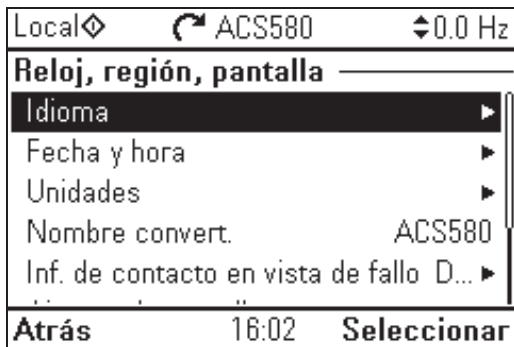 Local ACS580 0.0 Hz
Reloj, región, pantalla
Idioma
Fecha y hora
Unidades
Nombre convert. ACS580
Inf. de contacto en vista de fallo D...
Atrás 16:02 Seleccionar